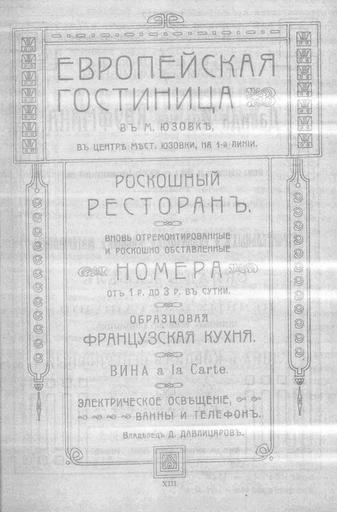 ЕВРОПЕЙСКАЯ
ГОСТИНИЦА
ВЪ М. ЮЗОВКѢ,
ВЪ ЦЕНТРѢ МѢСТ. ЮЗОВКИ, НА 1-й ЛИНІИ.
РОСКОШНЫЙ
РЕСТОРАНЪ.
ВНОВЬ ОТРЕМОНТИРОВАННЫЕ
И РОСКОШНО ОБСТАВЛЕННЫЕ
НОМЕРА
ОТЪ 1 Р. ДО 3 Р. ВЪ СУТКИ.
ОБРАЗЦОВАЯ
ФРАНЦУЗСКАЯ КУХНЯ.
ВИНА a la Carte.
ЭЛЕКТРИЧЕСКОЕ ОСВѢЩЕНІЕ,
ВАННЫ И ТЕЛЕФОНЪ.
Владѣлецъ Д. ДАВЛИЦАРОВЪ.
XIII